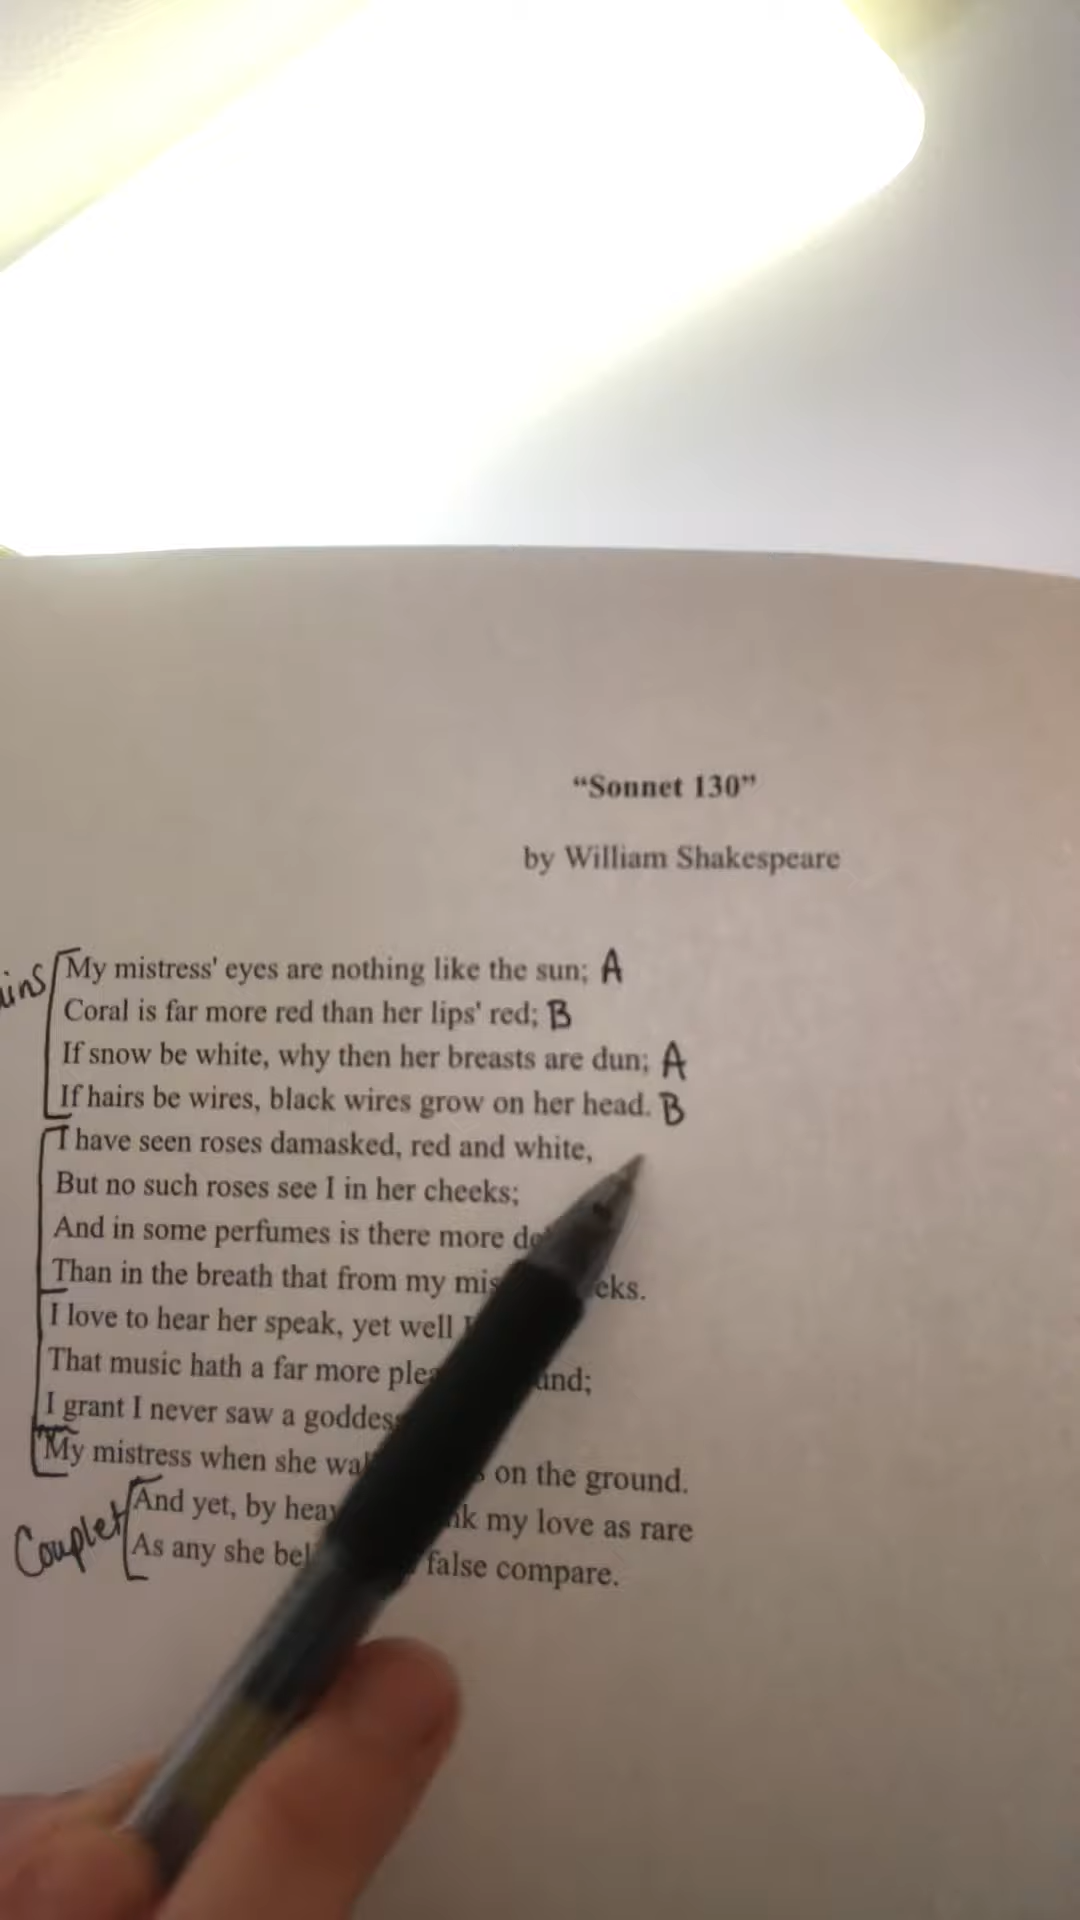 “Sonnet 130”
by William Shakespeare
My mistress' eyes are nothing like the sun; A
Coral is far more red than her lips' red; B
If snow be white, why then her breasts are dun; A
If hairs be wires, black wires grow on her head. B
I have seen roses damasked, red and white,
But no such roses see I in her cheeks;
And in some perfumes is there more
Than in the breath that from my
I love to hear her speak, yet well
That music hath a far more
I grant I never saw a
My mistress when she on the ground.
And yet, by my love as rare
As any she false compare.
Couplet